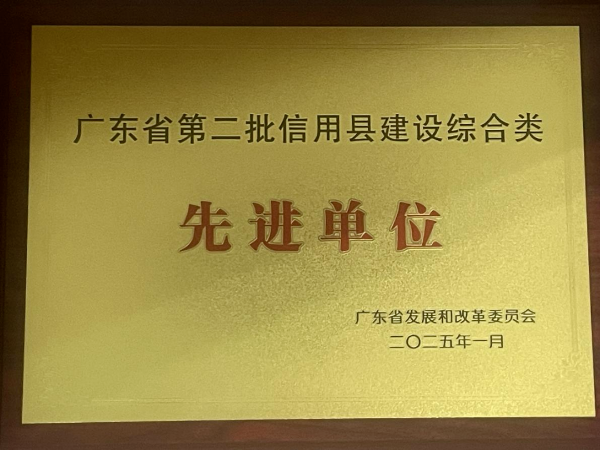 广东省第二批信用县建设综合类
先进单位
广东省发展和改革委员会
二〇二五年一月